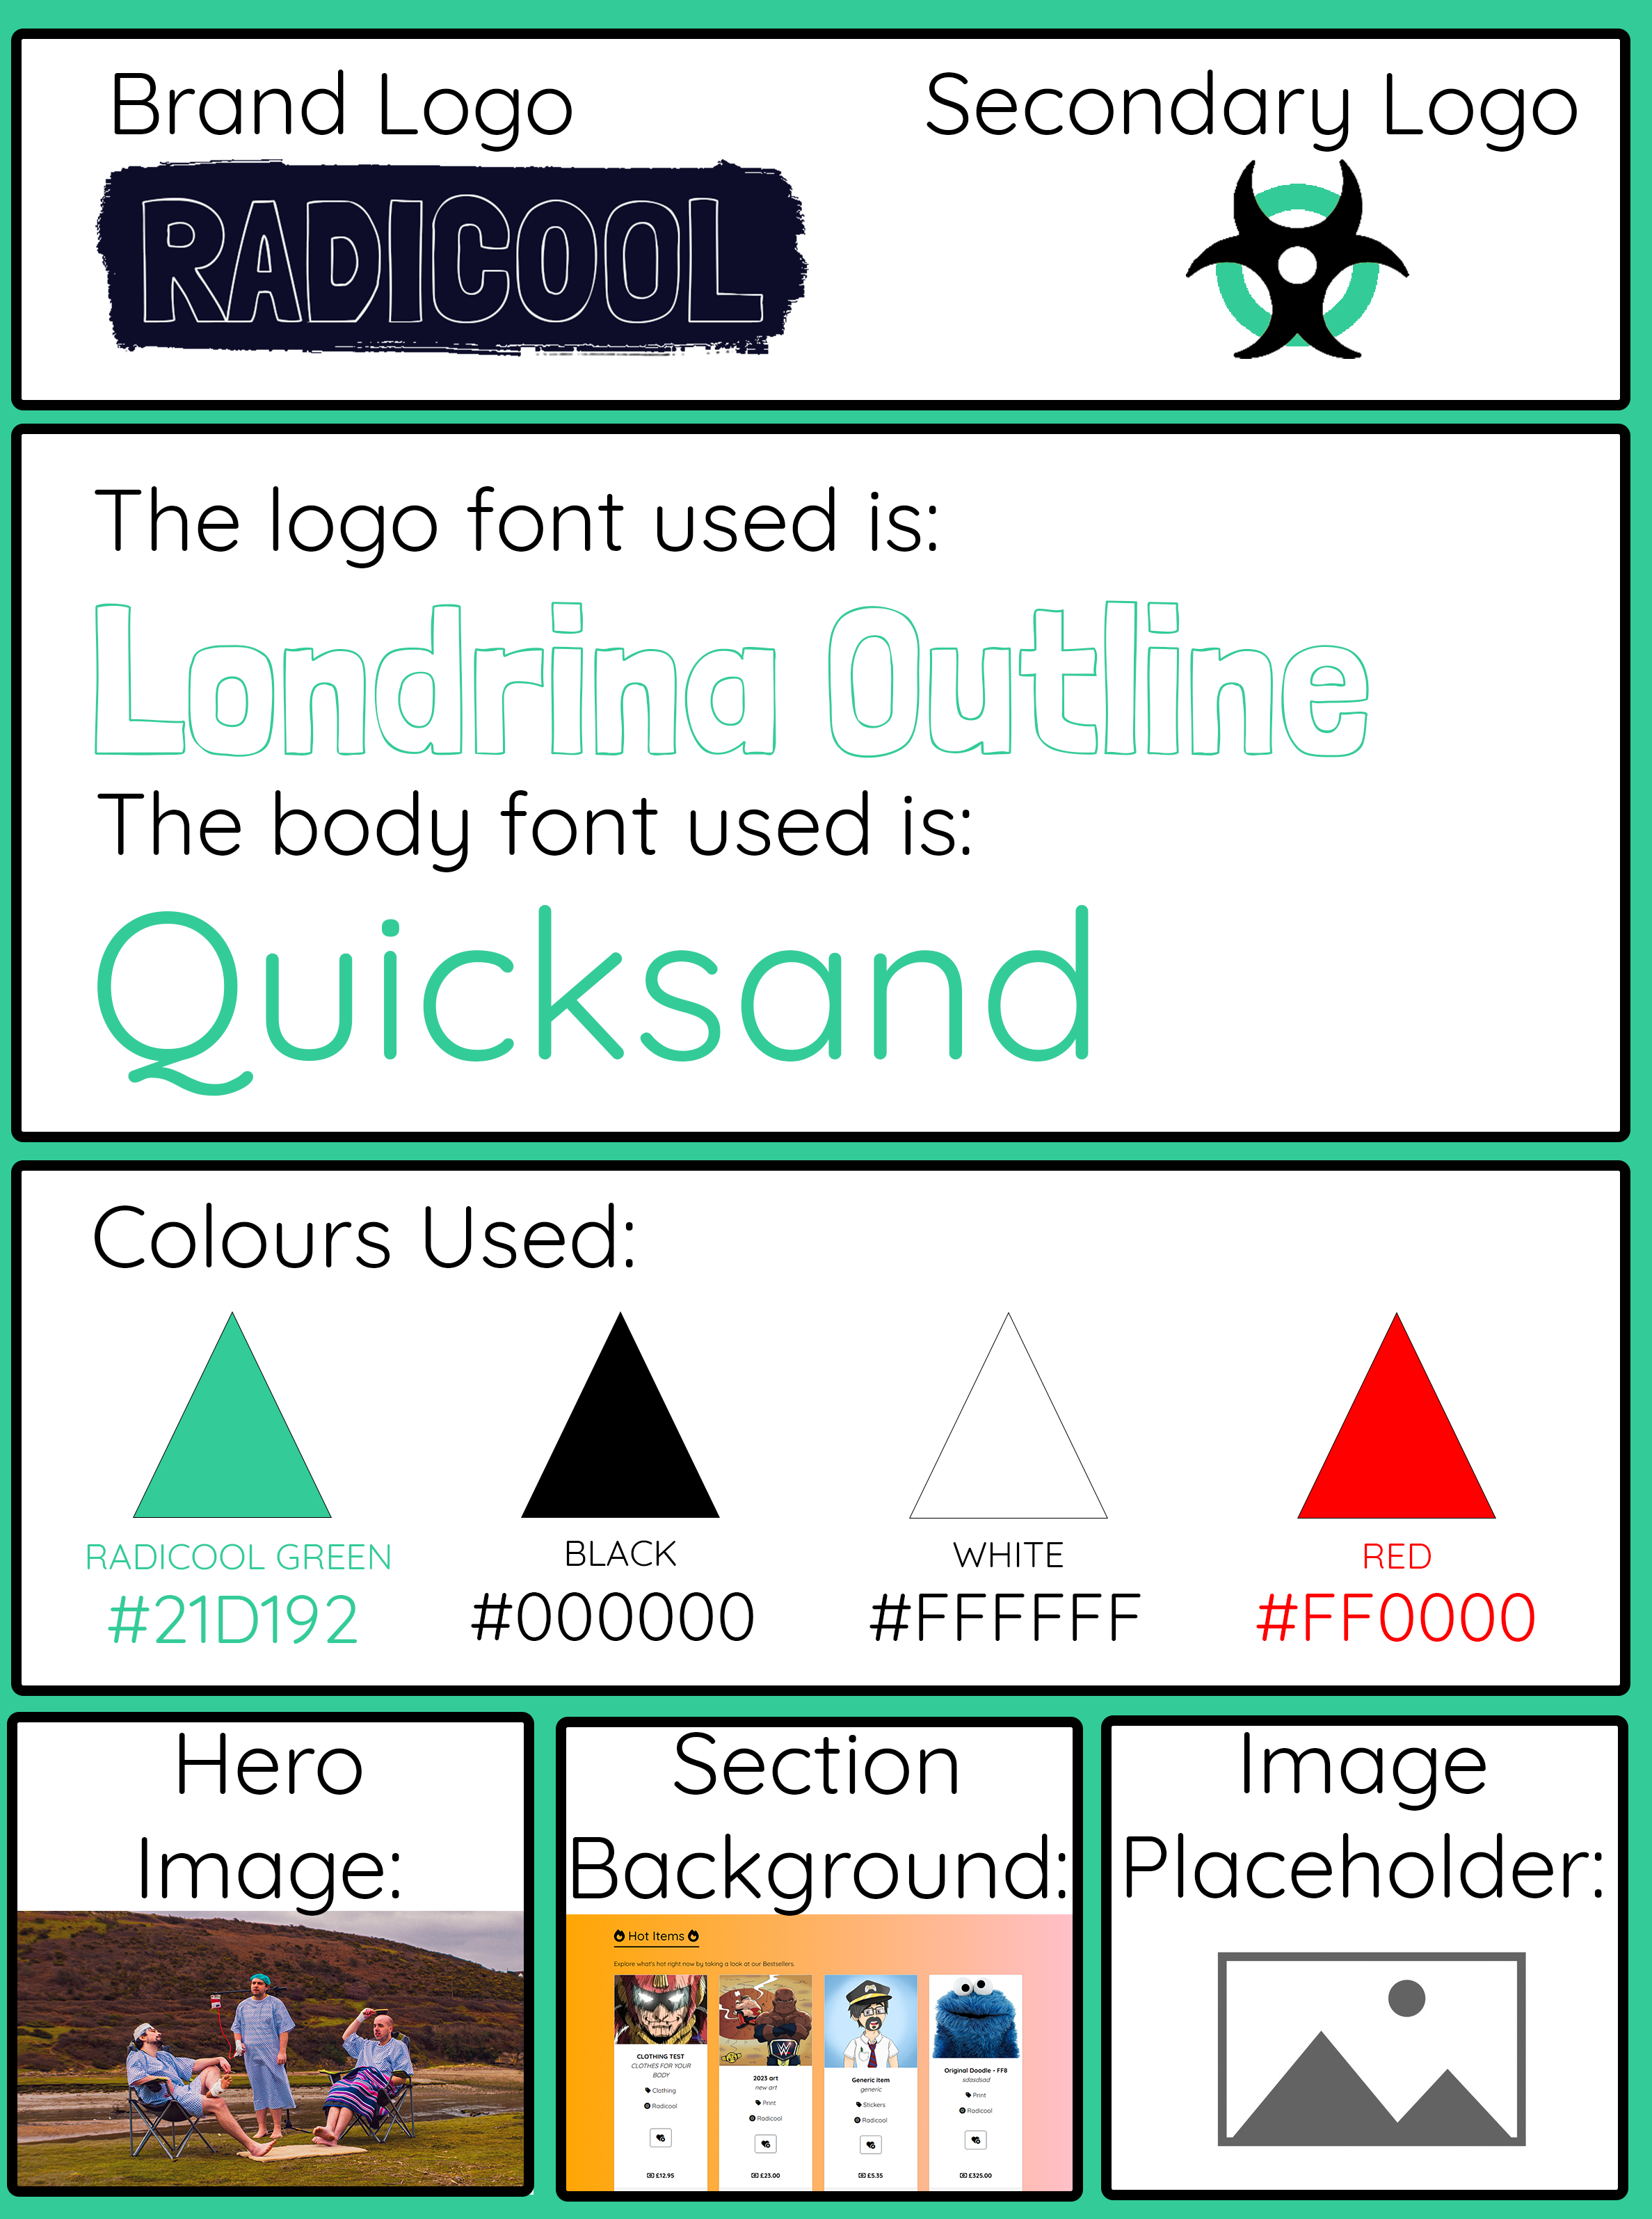 Brand Logo
Secondary Logo
RADICOOL
The logo font used is:
Londrina Outline
The body font used is:
Quicksand
Colours Used:
RADICOOL GREEN
#21D192
BLACK
#000000
WHITE
#FFFFFF
RED
#FF0000
Hero
Image:
Section
Background:
Hot Items
Explore what's hot right now by taking a look at our Bestsellers.
CLOTHING TEST
CLOTHES FOR YOUR
BODY
Clothing
Radicool
£12.95
2023 art
new art
Print
Radicool
£23.00
Generic item
generic
Stickers
Radicool
£5.35
Original Doodle - FF8
sdasdsad
Print
Radicool
£325.00
Image
Placeholder: